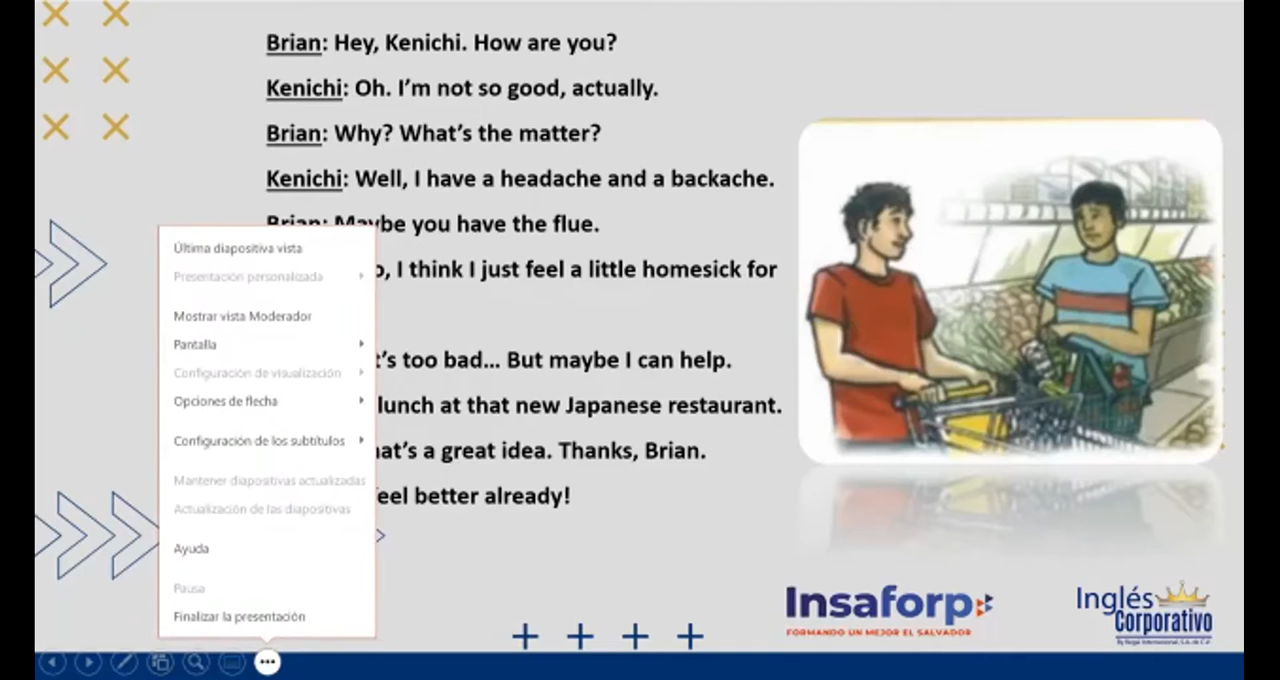 Brian: Hey, Kenichi. How are you?
Kenichi: Oh. I'm not so good, actually.
Brian: Why? What's the matter?
Kenichi: Well, I have a headache and a backache.
Brian: Maybe you have the flue.
I think I just feel a little homesick for
too bad... But maybe I can help.
lunch at that new Japanese restaurant.
a great idea. Thanks, Brian.
feel better already!
Última diapositiva vista
Presentación personalizada
Mostrar vista Moderador
Pantalla
Configuración de visualización
Opciones de flecha
Configuración de los subtítulos
Mantener diapositivas actualizadas
Actualización de las diapositivas
Ayuda
Pausa
Finalizar la presentación
Insaforp
FORMANDO UN MEJOR EL SALVADOR
Inglés
Corporativo